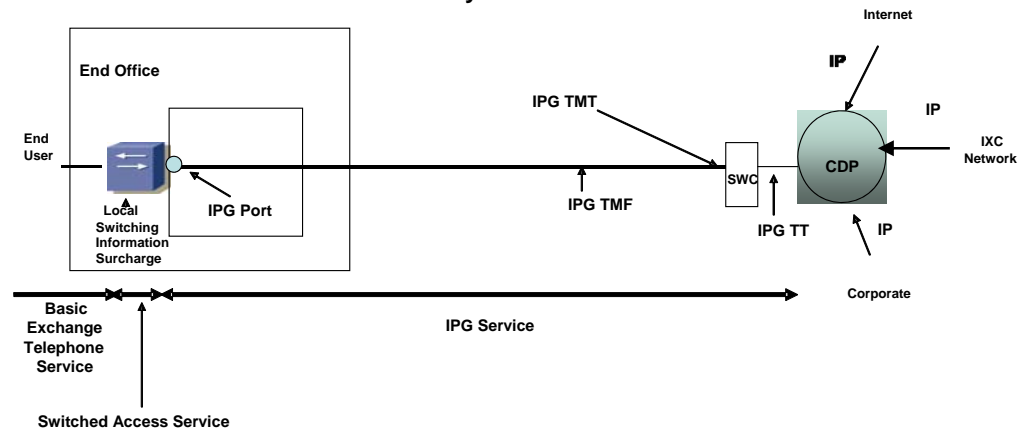 Internet
End Office
IP
IPG TMT
IP
End
User
IXC
Network
CDP
SWC
IPG Port
IPG TMF
Local
Switching
Information
Surcharge
IPG TT
IP
Corporate
Basic
Exchange
Telephone
Service
IPG Service
Switched Access Service